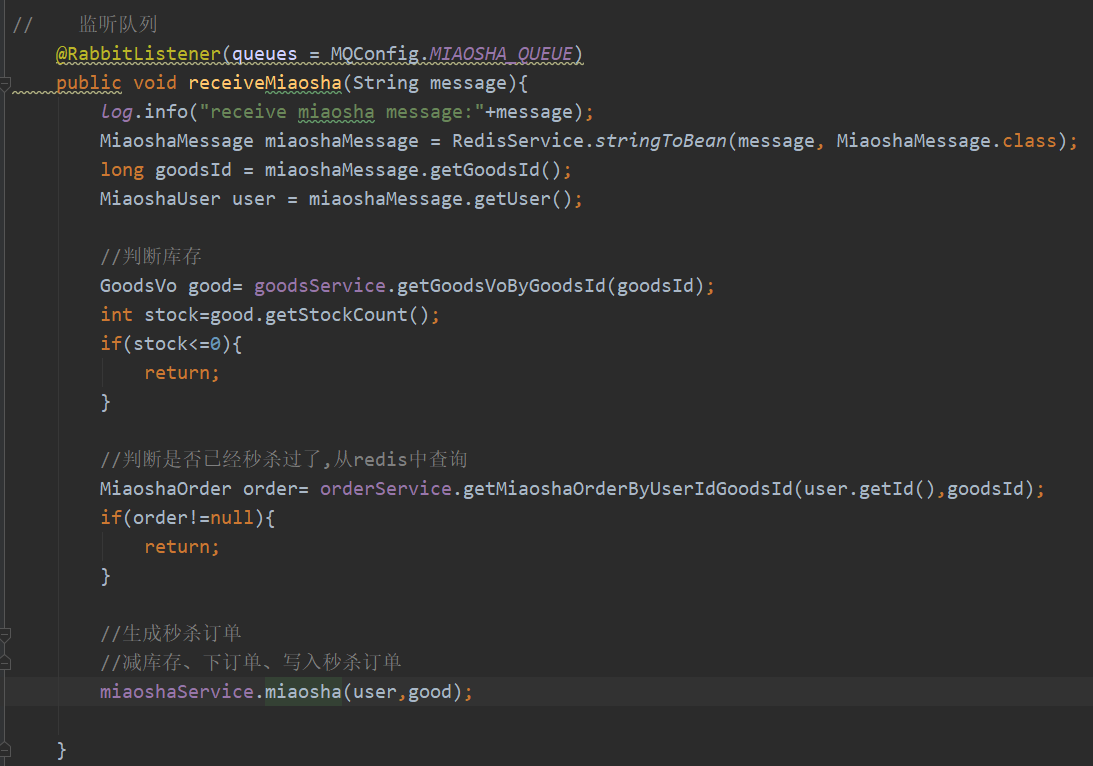 //    监听队列
@RabbitListener(queues = MQConfig.MIAOSHA_QUEUE)
public void receiveMiaosha(String message){
log.info("receive miaosha message:"+message);
MiaoshaMessage miaoshaMessage = RedisService.stringToBean(message, MiaoshaMessage.class);
long goodsId = miaoshaMessage.getGoodsId();
MiaoshaUser user = miaoshaMessage.getUser();
//判断库存
GoodsVo good= goodsService.getGoodsVoByGoodsId(goodsId);
int stock=good.getStockCount();
if(stock<=0){
return;
}
//判断是否已经秒杀过了,从redis中查询
MiaoshaOrder order= orderService.getMiaoshaOrderByUserIdGoodsId(user.getId(),goodsId);
if(order!=null){
return;
}
//生成秒杀订单
//减库存、下订单、写入秒杀订单
miaoshaService.miaosha(user,good);
}